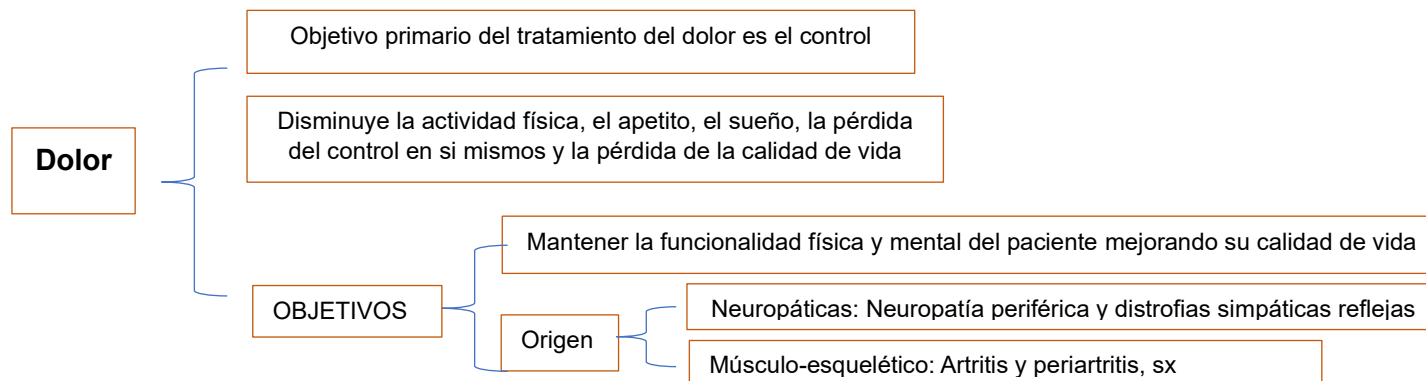 Objetivo primario del tratamiento del dolor es el control
Dolor
Disminuye la actividad física, el apetito, el sueño, la pérdida
del control en si mismos y la pérdida de la calidad de vida
OBJETIVOS
Mantener la funcionalidad física y mental del paciente mejorando su calidad de vida
Origen
Neuropáticas: Neuropatía periférica y distrofias simpáticas reflejas
Músculo-esquelético: Artritis y periartritis, sx